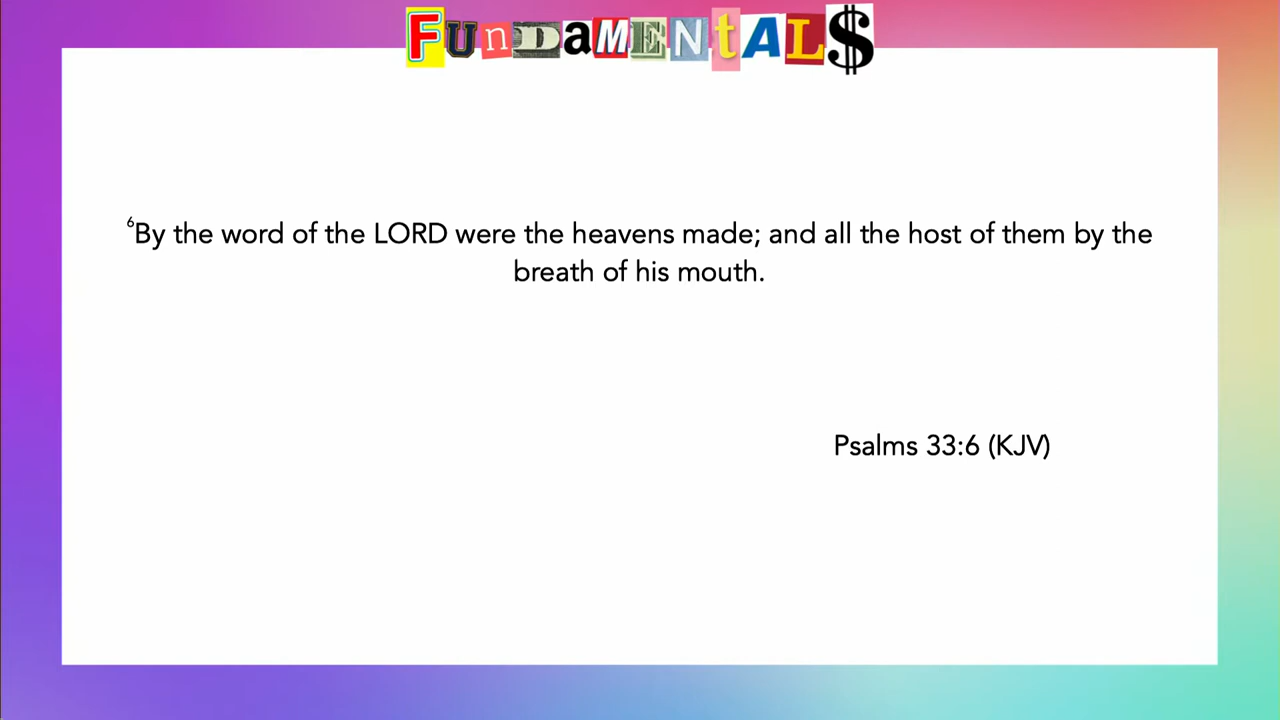 FUnDaMENtAL$
⁶By the word of the LORD were the heavens made; and all the host of them by the
breath of his mouth.
Psalms 33:6 (KJV)